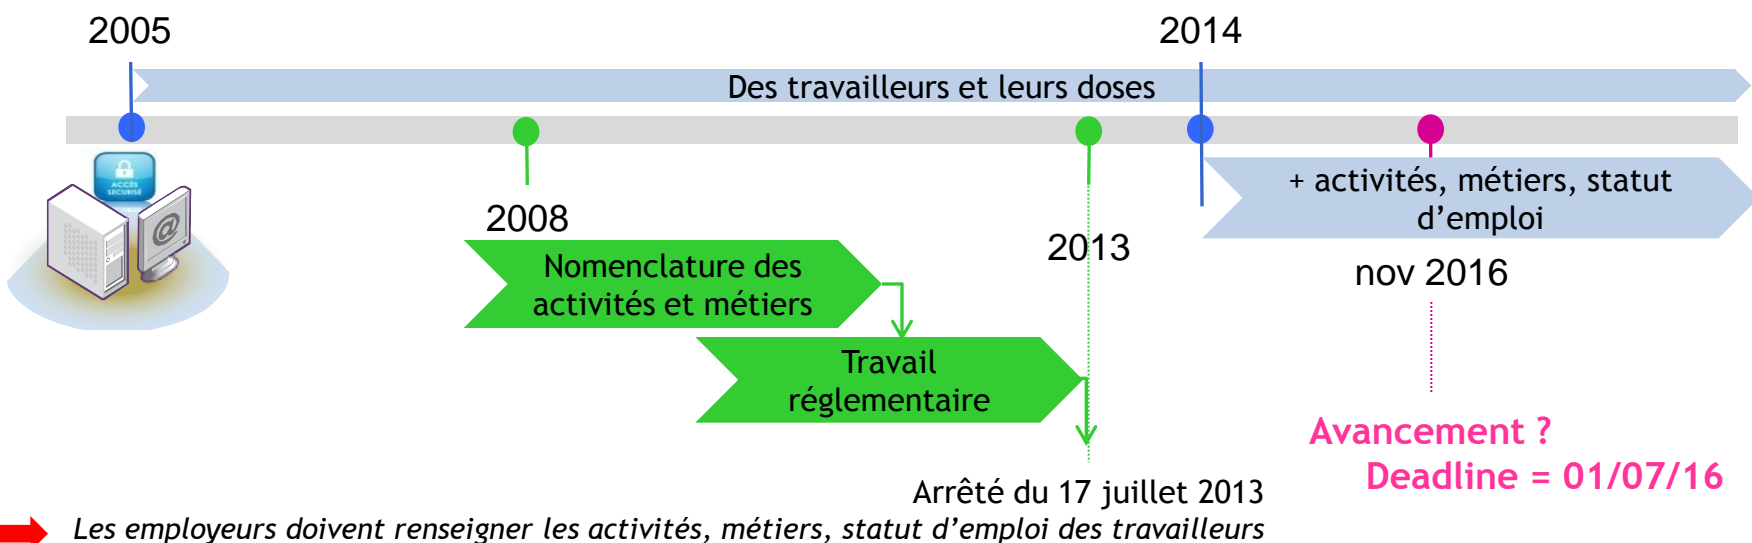 2005
2014
Des travailleurs et leurs doses
ACCÈS
SECURISÉ
@
+ activités, métiers, statut
d’emploi
2008
2013
nov 2016
Nomenclature des
activités et métiers
Travail
réglementaire
Avancement ?
Deadline = 01/07/16
Arrêté du 17 juillet 2013
Les employeurs doivent renseigner les activités, métiers, statut d’emploi des travailleurs